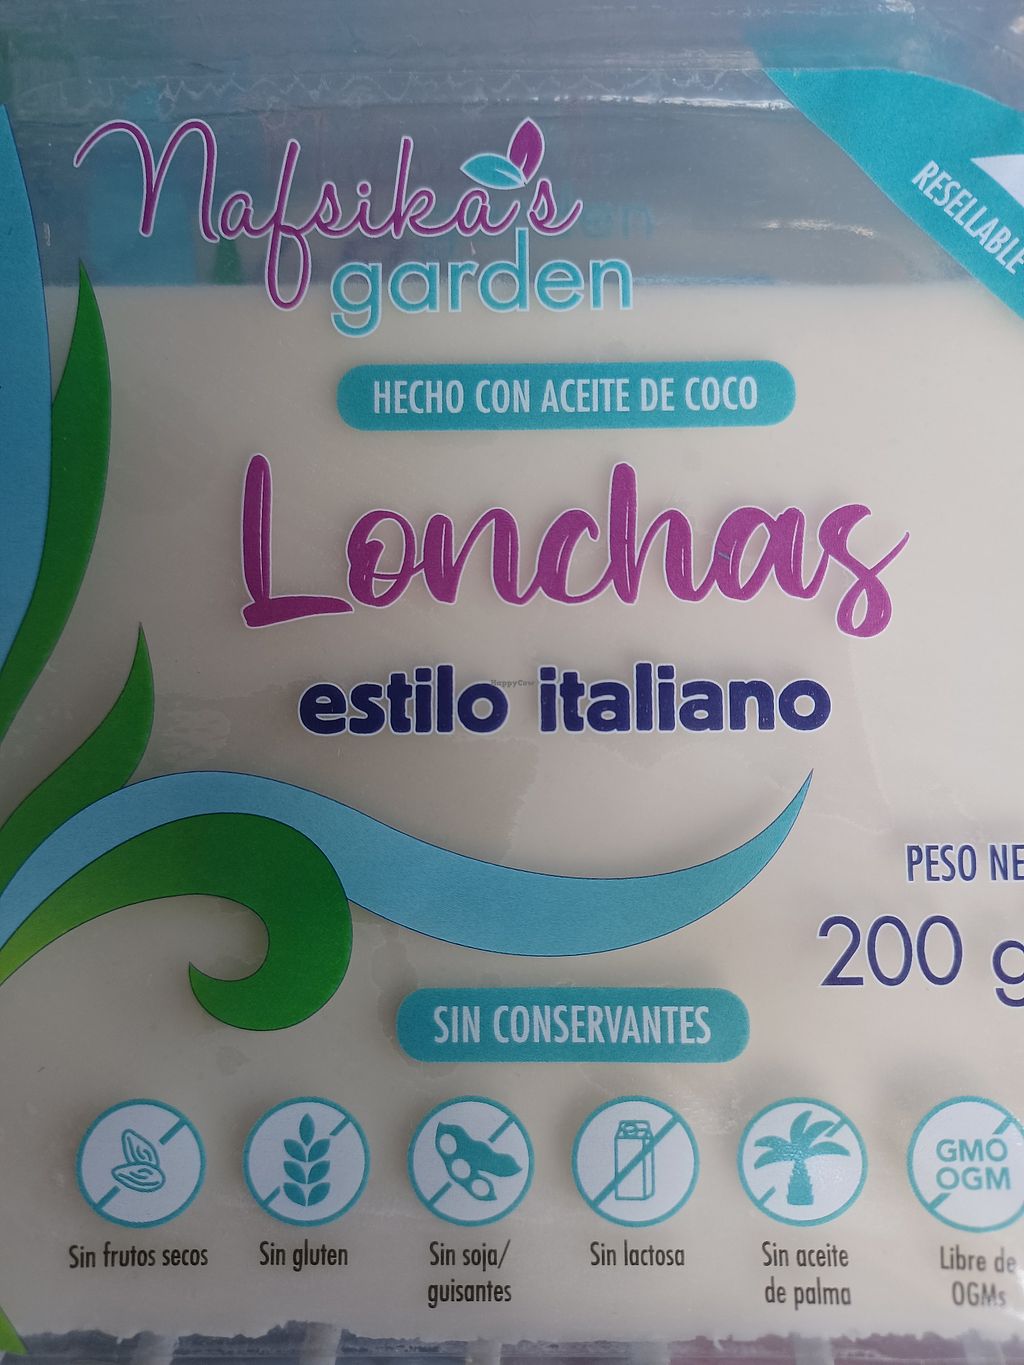 Nafsika's
garden
RESELLABLE
HECHO CON ACEITE DE COCO
Lonchas
estilo italiano
HappyCow
PESO NE
200 g
SIN CONSERVANTES
GMO
OGM
Sin frutos secos
Sin gluten
Sin soja/
guisantes
Sin lactosa
Sin aceite
de palma
Libre de
OGMs